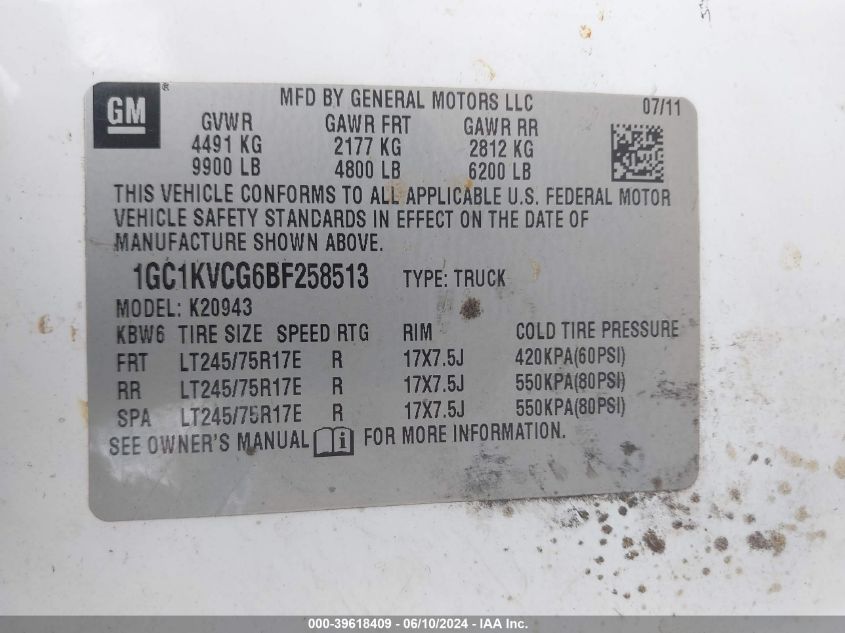 GM ® MFD BY GENERAL MOTORS LLC 07/11
GVWR GAWR FRT GAWR RR
4491 KG 2177 KG 2812 KG
9900 LB 4800 LB 6200 LB
THIS VEHICLE CONFORMS TO ALL APPLICABLE U.S. FEDERAL MOTOR
VEHICLE SAFETY STANDARDS IN EFFECT ON THE DATE OF
MANUFACTURE SHOWN ABOVE.
1GC1KVCG6BF258513 TYPE: TRUCK
MODEL: K20943
KBW6 TIRE SIZE SPEED RTG RIM COLD TIRE PRESSURE
FRT LT245/75R17E R 17X7.5J 420KPA(60PSI)
RR LT245/75R17E R 17X7.5J 550KPA(80PSI)
SPA LT245/75R17E R 17X7.5J 550KPA(80PSI)
SEE OWNER'S MANUAL i FOR MORE INFORMATION.
000-39618409 - 06/10/2024 - IAA Inc.